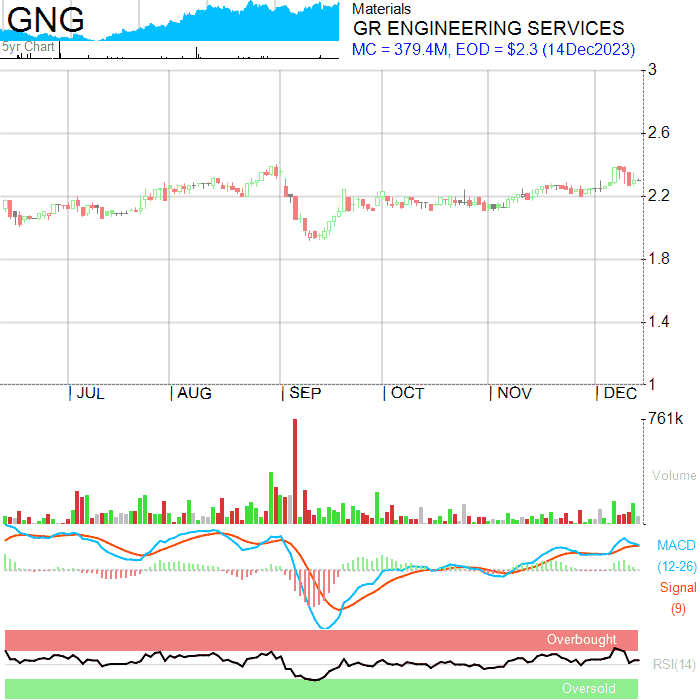 GNG
5yr Chart
Materials
GR ENGINEERING SERVICES
MC = 379.4M, EOD = $2.3 (14Dec2023)
3
2.6
2.2
1.8
1.4
1
JUL AUG SEP OCT NOV DEC
761k
Volume
MACD
(12-26)
Signal
(9)
Overbought
RSI(14)
Oversold